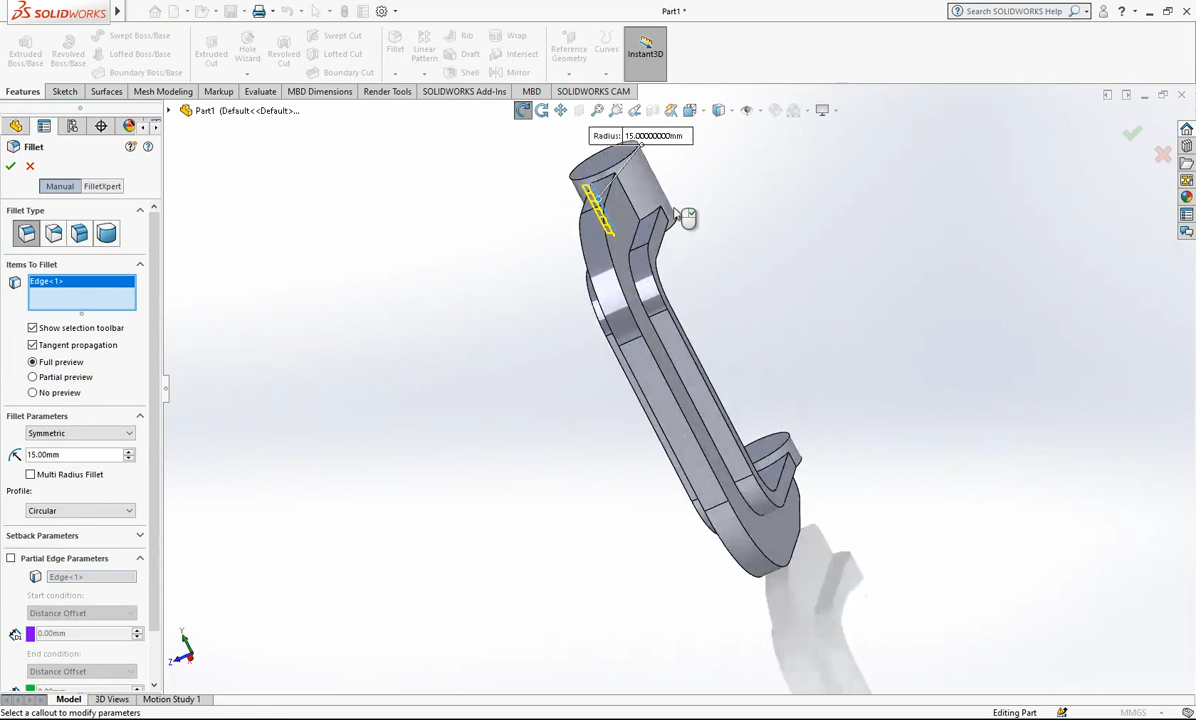 SOLIDWORKS
Part1 *
Search SOLIDWORKS Help
Extruded Boss/Base
Revolved Boss/Base
Swept Boss/Base
Lofted Boss/Base
Boundary Boss/Base
Extruded Cut
Hole Wizard
Revolved Cut
Swept Cut
Lofted Cut
Boundary Cut
Fillet
Linear Pattern
Rib
Draft
Shell
Wrap
Intersect
Mirror
Reference Geometry
Curves
Instant3D
Features
Sketch
Surfaces
Markup
Mesh Modeling
Evaluate
MBD Dimensions
Render Tools
SOLIDWORKS Add-Ins
MBD
SOLIDWORKS CAM
Part1 (Default<<Default>...
Fillet
Manual
FilletXpert
Fillet Type
Items To Fillet
Edge<1>
Show selection toolbar
Tangent propagation
Full preview
Partial preview
No preview
Fillet Parameters
Symmetric
15.00mm
Multi Radius Fillet
Profile:
Circular
Setback Parameters
Partial Edge Parameters
Edge<1>
Start condition:
Distance Offset
0.00mm
End condition:
Distance Offset
Radius: 15.00000000mm
Y
Z
Model
3D Views
Motion Study 1
Select a callout to modify parameters
Editing Part
MMGS